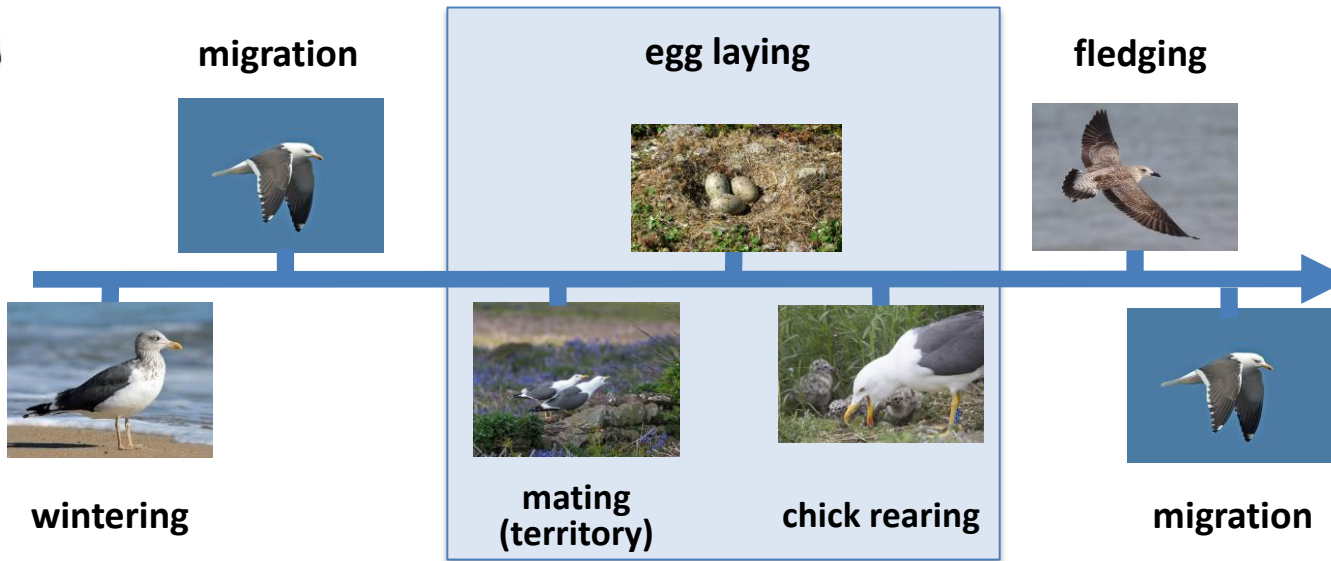 migration
egg laying
fledging
wintering
mating
(territory)
chick rearing
migration